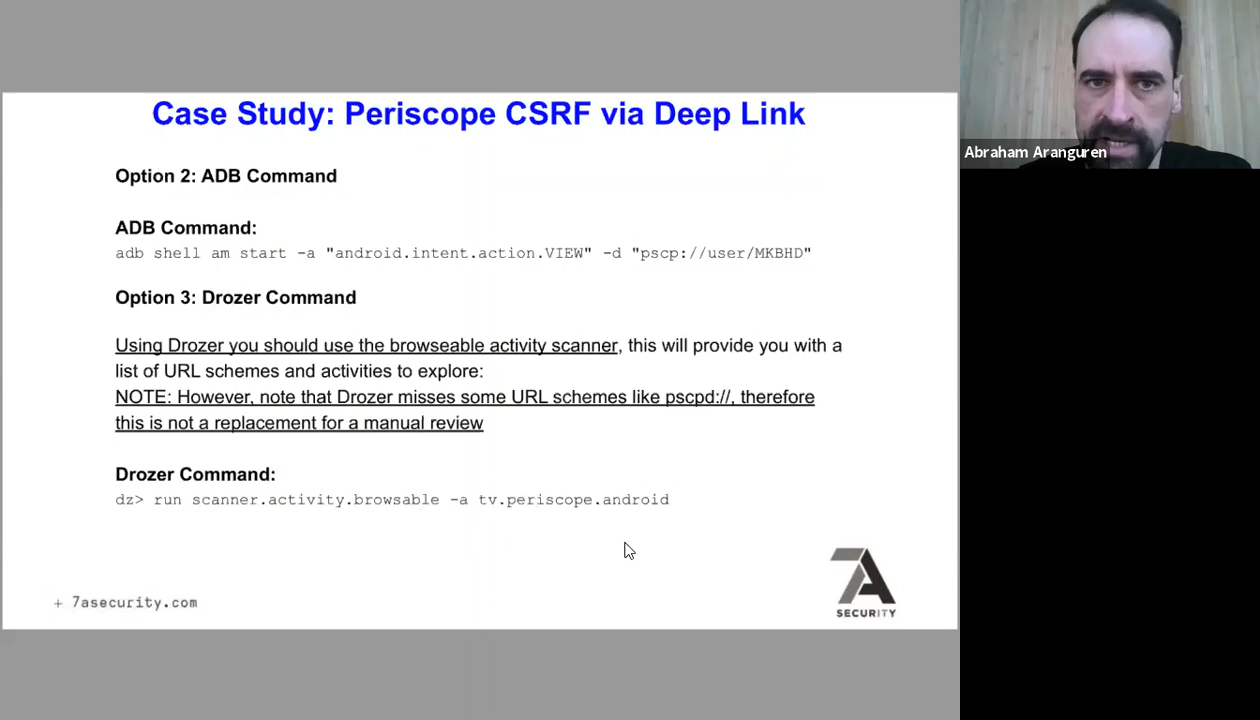 Case Study: Periscope CSRF via Deep Link
Option 2: ADB Command
ADB Command:
adb shell am start -a "android.intent.action.VIEW" -d "pscp://user/MKBHD"
Option 3: Drozer Command
Using Drozer you should use the browseable activity scanner, this will provide you with a
list of URL schemes and activities to explore:
NOTE: However, note that Drozer misses some URL schemes like pscpd://, therefore
this is not a replacement for a manual review
Drozer Command:
dz> run scanner.activity.browsable -a tv.periscope.android
+ 7asecurity.com
7A
SECURITY
Abraham Aranguren